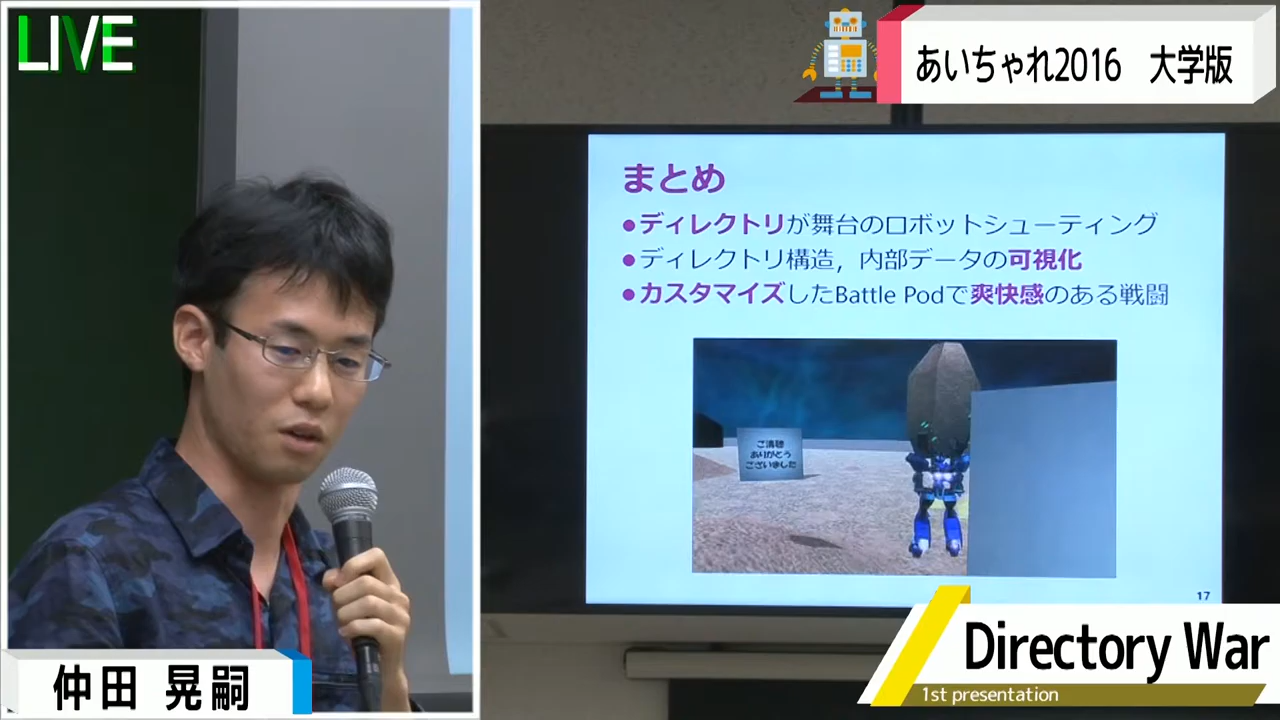 LIVE
あいちゃれ2016 大学版
まとめ
●ディレクトリが舞台のロボットシューティング
●ディレクトリ構造，内部データの可視化
●カスタマイズしたBattle Podで爽快感のある戦闘
ご清聴
ありがとう
ございました
17
仲田 晃嗣
Directory War
1st presentation